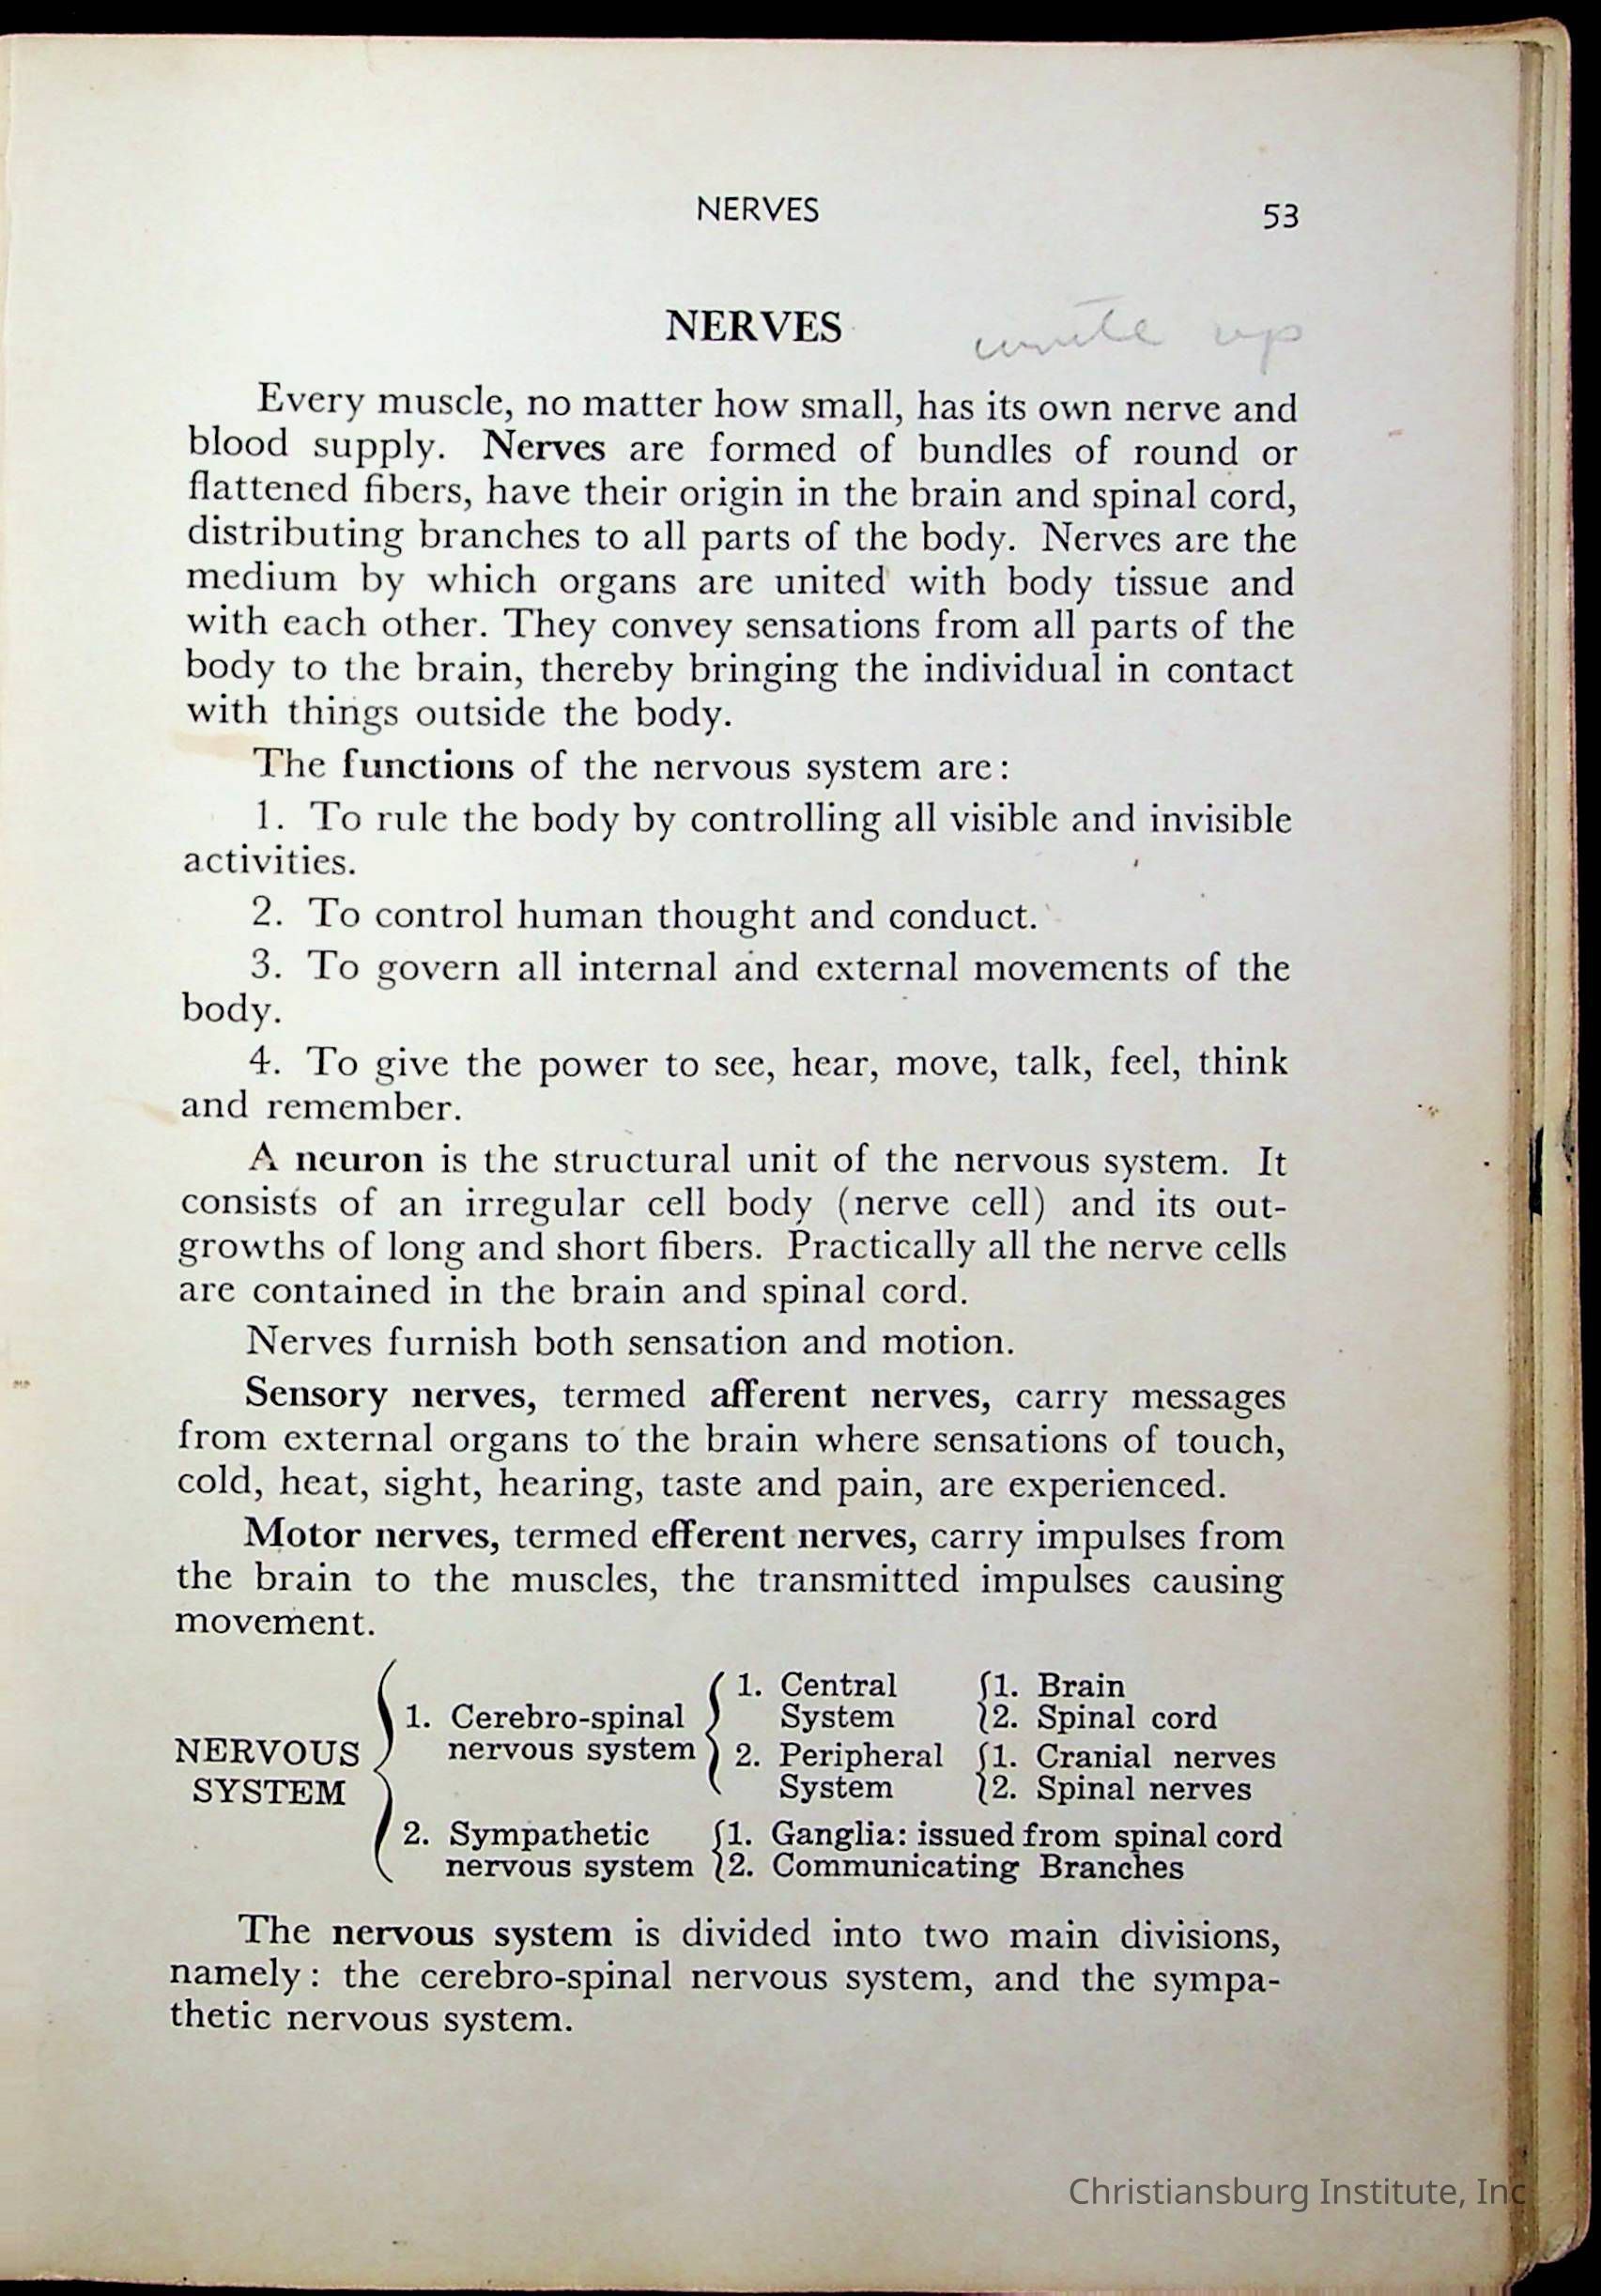 NERVES 53
NERVES write up
Every muscle, no matter how small, has its own nerve and
blood supply. Nerves are formed of bundles of round or
flattened fibers, have their origin in the brain and spinal cord,
distributing branches to all parts of the body. Nerves are the
medium by which organs are united with body tissue and
with each other. They convey sensations from all parts of the
body to the brain, thereby bringing the individual in contact
with things outside the body.
The functions of the nervous system are:
1. To rule the body by controlling all visible and invisible
activities.
2. To control human thought and conduct.
3. To govern all internal and external movements of the
body.
4. To give the power to see, hear, move, talk, feel, think
and remember.
A neuron is the structural unit of the nervous system. It
consists of an irregular cell body (nerve cell) and its out-
growths of long and short fibers. Practically all the nerve cells
are contained in the brain and spinal cord.
Nerves furnish both sensation and motion.
Sensory nerves, termed afferent nerves, carry messages
from external organs to the brain where sensations of touch,
cold, heat, sight, hearing, taste and pain, are experienced.
Motor nerves, termed efferent nerves, carry impulses from
the brain to the muscles, the transmitted impulses causing
movement.
NERVOUS
SYSTEM
1. Cerebro-spinal
nervous system
1. Central
System
1. Brain
2. Spinal cord
2. Peripheral
System
1. Cranial nerves
2. Spinal nerves
2. Sympathetic
nervous system
1. Ganglia: issued from spinal cord
2. Communicating Branches
The nervous system is divided into two main divisions,
namely: the cerebro-spinal nervous system, and the sympa-
thetic nervous system.
Christiansburg Institute, Inc